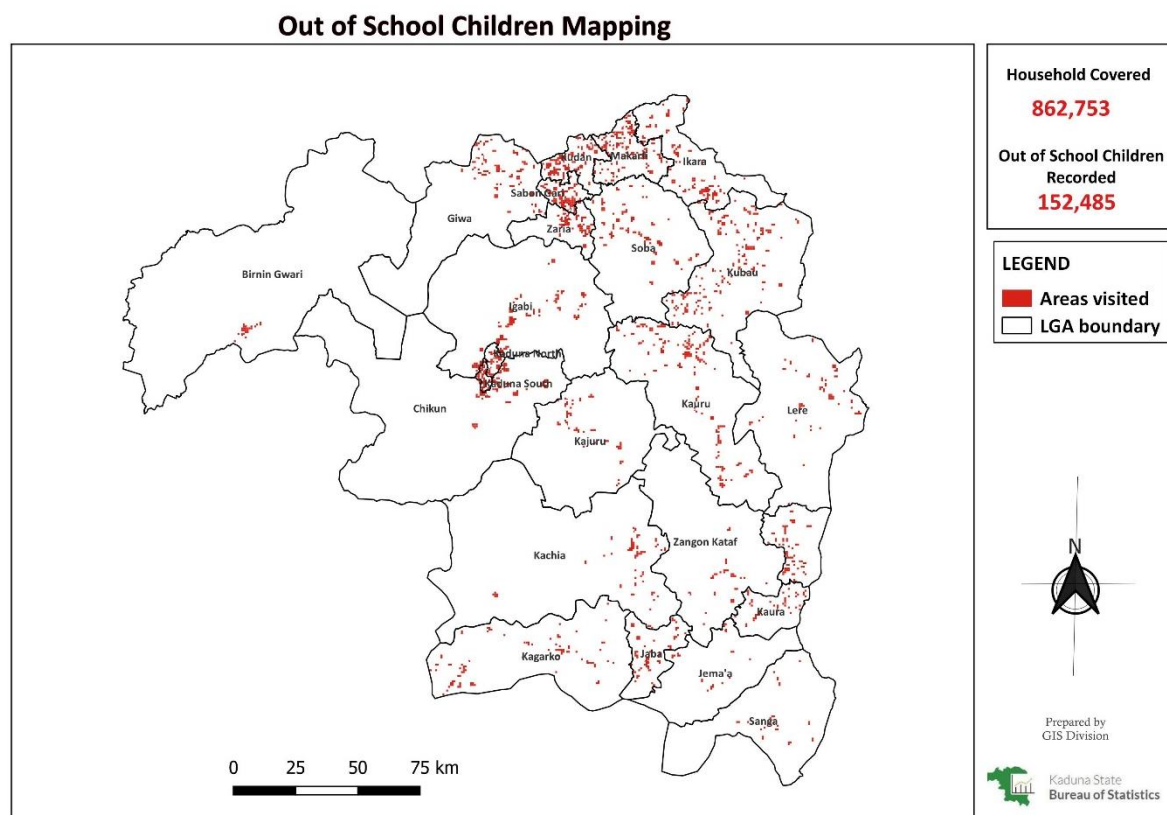 Out of School Children Mapping
Household Covered
862,753
Out of School Children
Recorded
152,485
LEGEND
Areas visited
LGA boundary
Kudan
Makarfi
Ikara
Sabon Gari
Giwa
Zaria
Soba
Kubau
Birnin Gwari
Igabi
Kaduna North
Kaduna South
Chikun
Kauru
Lere
Kajuru
Kachia
Zangon Kataf
Kaura
Kagarko
Jaba
Jema'a
Sanga
0 25 50 75 km
N
Prepared by
GIS Division
Kaduna State
Bureau of Statistics